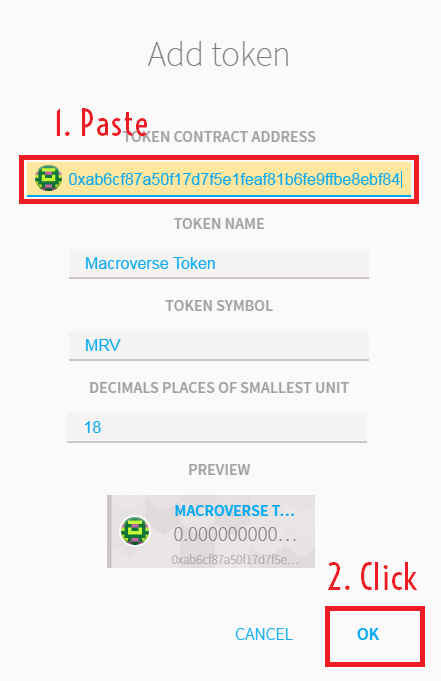 Add token
1. Paste
TOKEN CONTRACT ADDRESS
0xab6cf87a50f17d7f5e1feaf81b6fe9ffbe8ebf84
TOKEN NAME
Macroverse Token
TOKEN SYMBOL
MRV
DECIMALS PLACES OF SMALLEST UNIT
18
PREVIEW
MACROVERSE T...
0.000000000...
0xab6cf87a50f17d7f5e...
2. Click
CANCEL OK